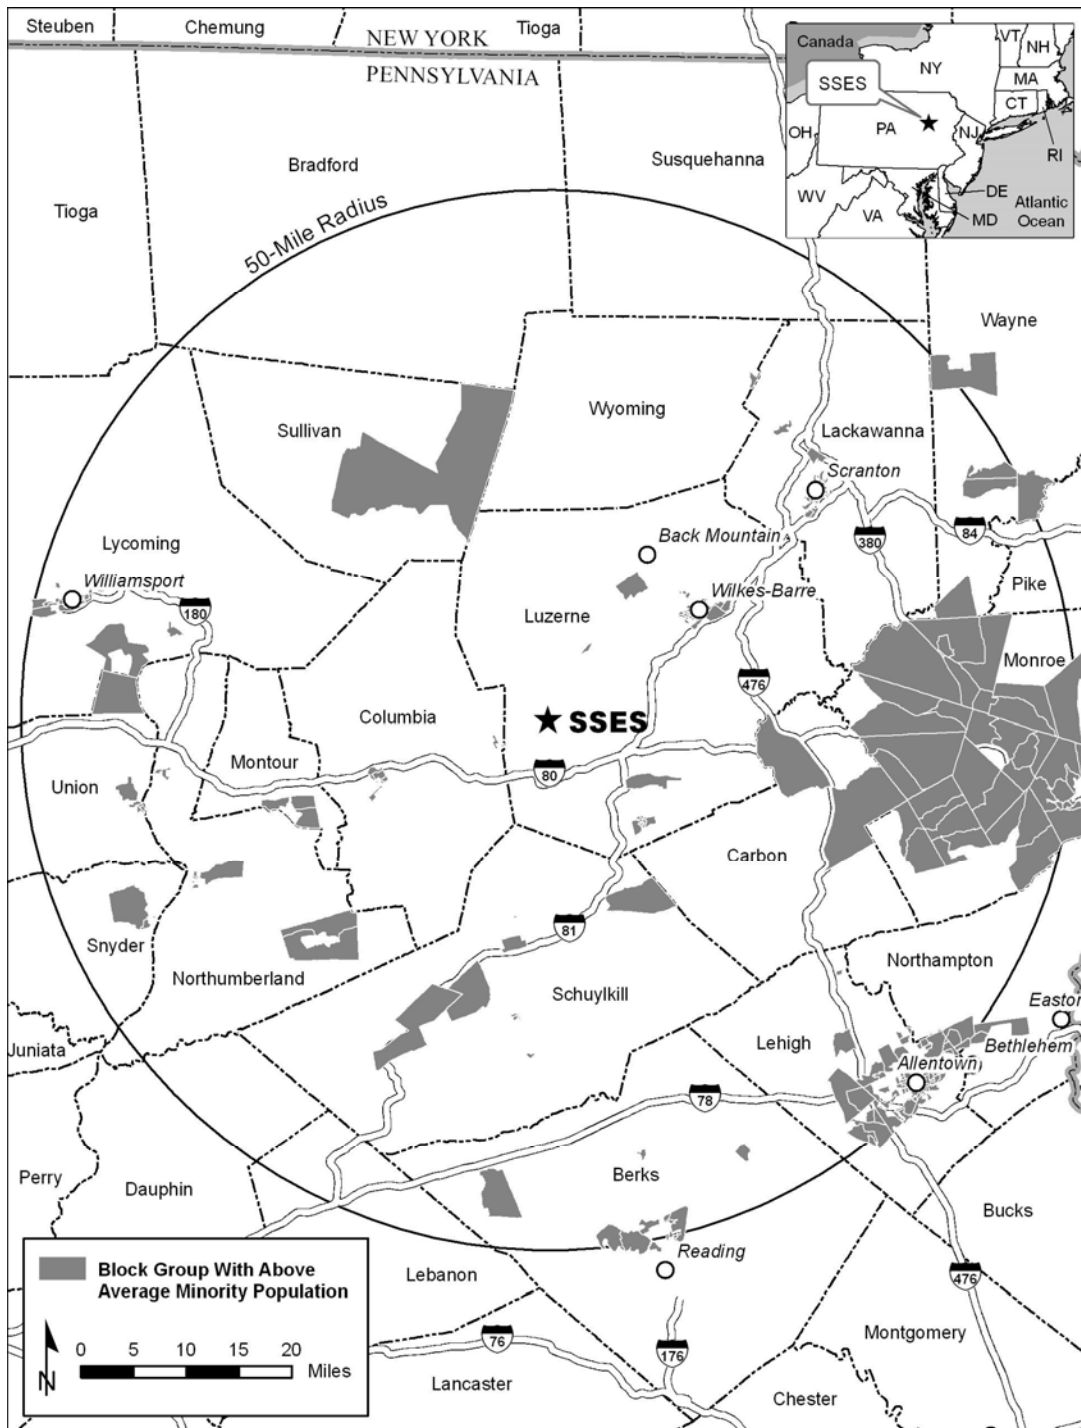 Steuben
Chemung
Tioga
NEW YORK
PENNSYLVANIA
Canada
VT
NH
NY
MA
SSES
CT
OH
PA
NJ
RI
WV
DE
VA
MD
Atlantic
Ocean
Bradford
Susquehanna
Tioga
50-Mile Radius
Wayne
Wyoming
Sullivan
Lackawanna
Scranton
Back Mountain
84
380
Lycoming
Williamsport
180
Pike
Wilkes-Barre
Luzerne
Monroe
476
Columbia
SSES
Montour
80
Union
Carbon
81
Snyder
Northumberland
Northampton
Schuylkill
Easton
Juniata
Lehigh
Bethlehem
Allentown
78
Perry
Dauphin
Berks
Bucks
Reading
Lebanon
476
Block Group With Above
Average Minority Population
0 5 10 15 20
Miles
N
76
176
Montgomery
Lancaster
Chester